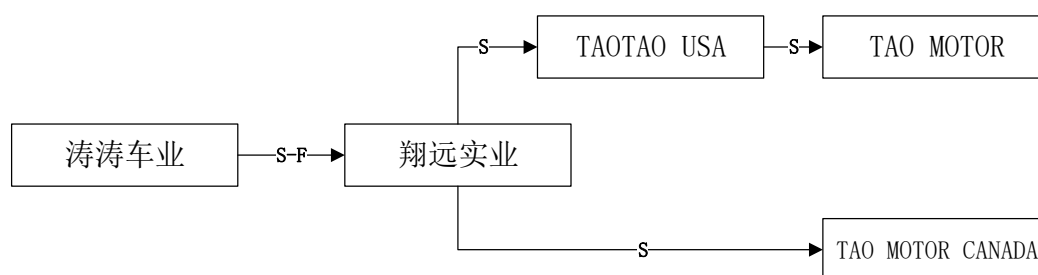 S
TAOTAO USA
S
TAO MOTOR
涛涛车业
S-F
翔远实业
S
TAO MOTOR CANADA